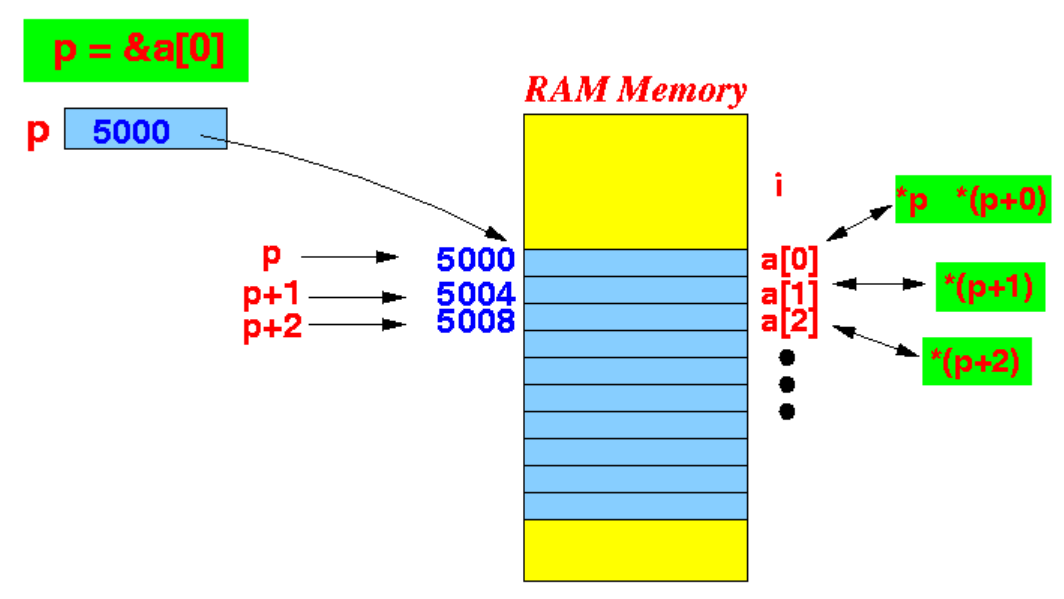 p = &a[0]
RAM Memory
p 5000
i
*p *(p+0)
p 5000 a[0]
p+1 5004 a[1] *(p+1)
p+2 5008 a[2]
*(p+2)